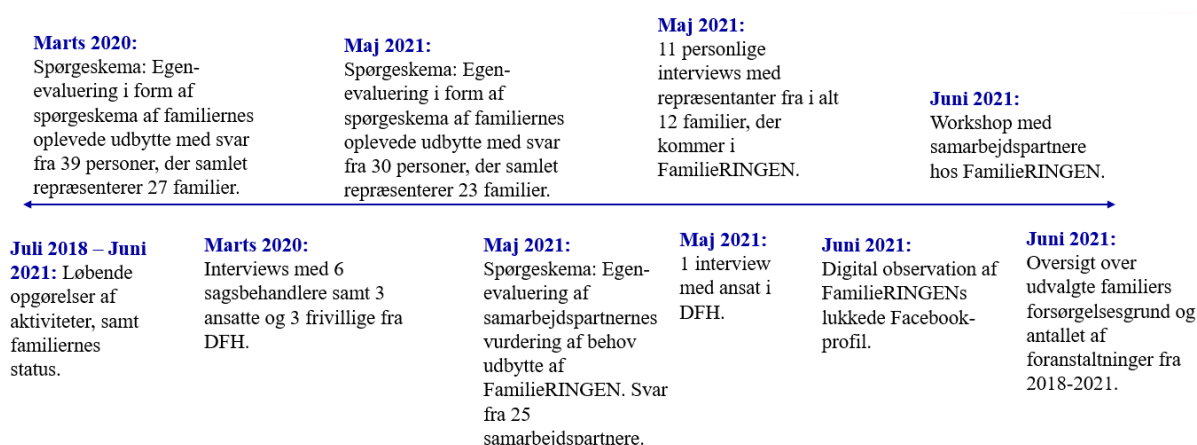 Marts 2020:
Spørgeskema: Egen-
evaluering i form af
spørgeskema af familiernes
oplevede udbytte med svar
fra 39 personer, der samlet
repræsenterer 27 familier.
Maj 2021:
Spørgeskema: Egen-
evaluering i form af
spørgeskema af familiernes
oplevede udbytte med svar
fra 30 personer, der samlet
repræsenterer 23 familier.
Maj 2021:
11 personlige
interviews med
repræsentanter fra i alt
12 familier, der
kommer i
FamilieRINGEN.
Juni 2021:
Workshop med
samarbejdspartnere
hos FamilieRINGEN.
Juli 2018 – Juni
2021: Løbende
opgørelser af
aktiviteter, samt
familiernes
status.
Marts 2020:
Interviews med 6
sagsbehandlere samt 3
ansatte og 3 frivillige fra
DFH.
Maj 2021:
Spørgeskema: Egen-
evaluering af
samarbejdspartnernes
vurdering af behov
udbytte af
FamilieRINGEN. Svar
fra 25
samarbejdspartnere.
Maj 2021:
1 interview
med ansat i
DFH.
Juni 2021:
Digital observation af
FamilieRINGENs
lukkede Facebook-
profil.
Juni 2021:
Oversigt over
udvalgte familiers
forsørgelsesgrund og
antallet af
foranstaltninger fra
2018-2021.